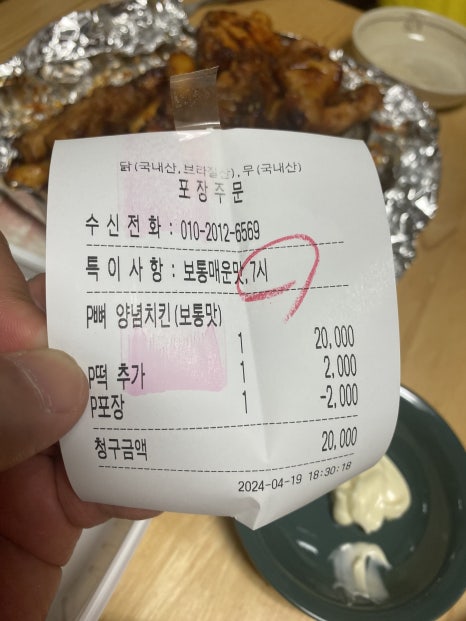 닭(국내산,브라질산),무(국내산)
포장주문
수신전화 : 010-2012-6569
특이사항 : 보통매운맛,7시
P뼈 양념치킨(보통맛)
1 20,000
P떡 추가 1 2,000
P포장 1 -2,000
청구금액 20,000
2024-04-19 18:30:18